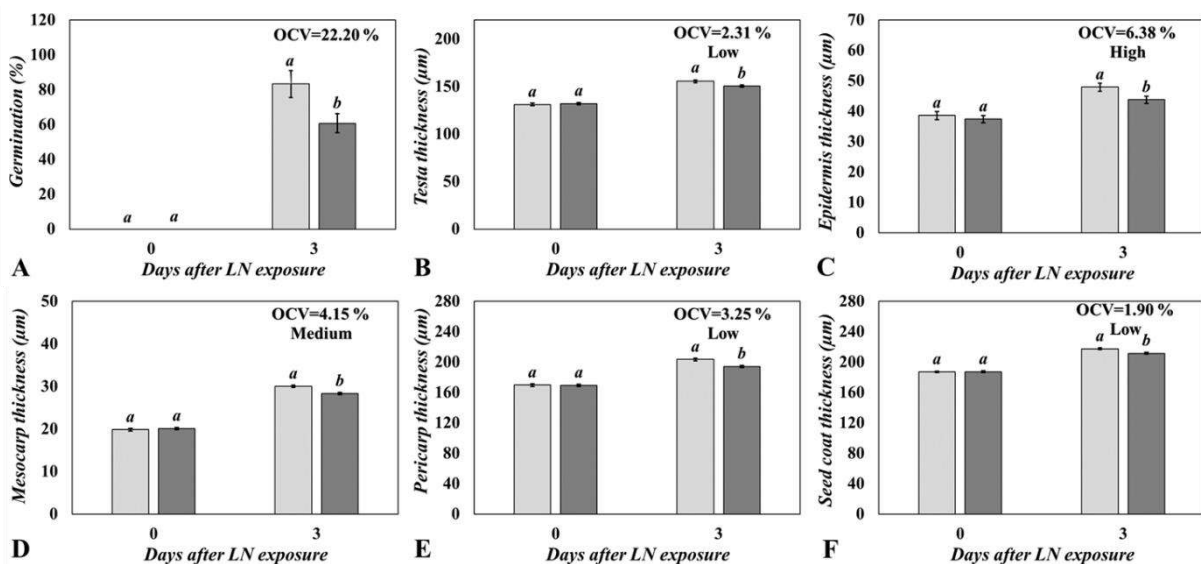 120
100
80
60
40
20
0
Germination (%)
OCV=22.20 %
a
b
a
a
0
3
Days after LN exposure
A
200
150
100
50
0
Testa thickness (µm)
OCV=2.31 %
Low
a
a
a
b
0
3
Days after LN exposure
B
70
60
50
40
30
20
10
0
Epidermis thickness (µm)
OCV=6.38 %
High
a
a
a
b
0
3
Days after LN exposure
C
50
40
30
20
10
0
Mesocarp thickness (µm)
OCV=4.15 %
Medium
a
a
a
b
0
3
Days after LN exposure
D
280
240
200
160
120
80
40
0
Pericarp thickness (µm)
OCV=3.25 %
Low
a
a
a
b
0
3
Days after LN exposure
E
280
240
200
160
120
80
40
0
Seed coat thickness (µm)
OCV=1.90 %
a Low b
a
a
0
3
Days after LN exposure
F